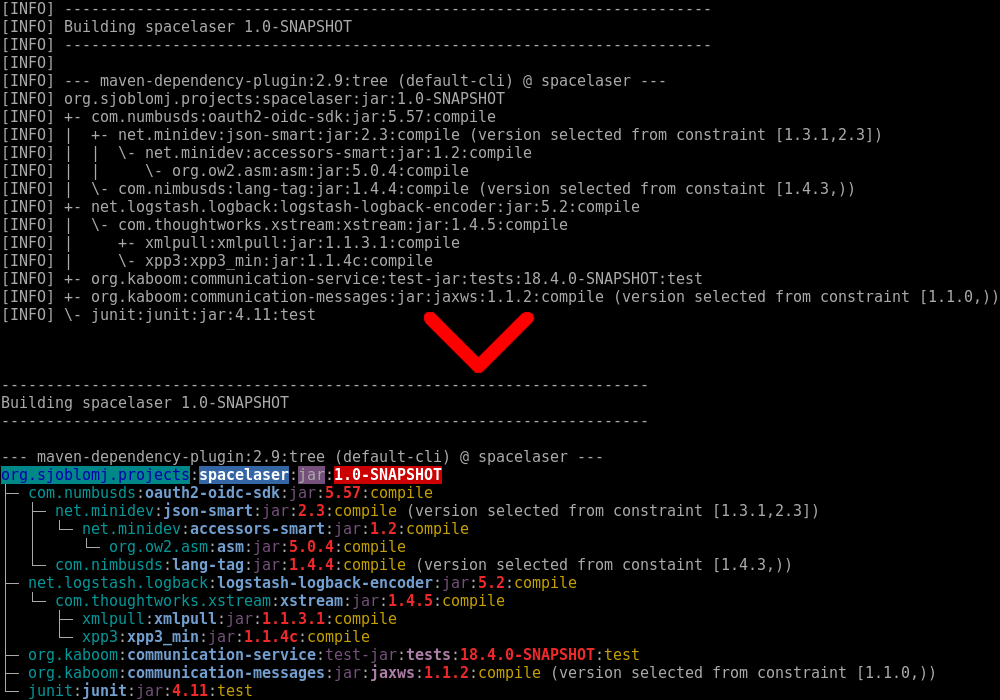 [INFO] ------------------------------------------------------------------------
[INFO] Building spacelaser 1.0-SNAPSHOT
[INFO] ------------------------------------------------------------------------
[INFO]
[INFO] --- maven-dependency-plugin:2.9:tree (default-cli) @ spacelaser ---
[INFO] org.sjoblomj.projects:spacelaser:jar:1.0-SNAPSHOT
[INFO] +- com.numbusds:oauth2-oidc-sdk:jar:5.57:compile
[INFO] |  +- net.minidev:json-smart:jar:2.3:compile (version selected from constraint [1.3.1,2.3])
[INFO] |  |  \- net.minidev:accessors-smart:jar:1.2:compile
[INFO] |  |     \- org.ow2.asm:asm:jar:5.0.4:compile
[INFO] |  \- com.nimbusds:lang-tag:jar:1.4.4:compile (version selected from constaint [1.4.3,))
[INFO] +- net.logstash.logback:logstash-logback-encoder:jar:5.2:compile
[INFO] |  \- com.thoughtworks.xstream:xstream:jar:1.4.5:compile
[INFO] |     +- xmlpull:xmlpull:jar:1.1.3.1:compile
[INFO] |     \- xpp3:xpp3_min:jar:1.1.4c:compile
[INFO] +- org.kaboom:communication-service:test-jar:tests:18.4.0-SNAPSHOT:test
[INFO] +- org.kaboom:communication-messages:jar:jaxws:1.1.2:compile (version selected from constraint [1.1.0,))
[INFO] \- junit:junit:jar:4.11:test
------------------------------------------------------------------------
Building spacelaser 1.0-SNAPSHOT
------------------------------------------------------------------------
--- maven-dependency-plugin:2.9:tree (default-cli) @ spacelaser ---
org.sjoblomj.projects:spacelaser:jar:1.0-SNAPSHOT
├─ com.numbusds:oauth2-oidc-sdk:jar:5.57:compile
│  ├─ net.minidev:json-smart:jar:2.3:compile (version selected from constraint [1.3.1,2.3])
│  │  └─ net.minidev:accessors-smart:jar:1.2:compile
│  │     └─ org.ow2.asm:asm:jar:5.0.4:compile
│  └─ com.nimbusds:lang-tag:jar:1.4.4:compile (version selected from constaint [1.4.3,))
├─ net.logstash.logback:logstash-logback-encoder:jar:5.2:compile
│  └─ com.thoughtworks.xstream:xstream:jar:1.4.5:compile
│     ├─ xmlpull:xmlpull:jar:1.1.3.1:compile
│     └─ xpp3:xpp3_min:jar:1.1.4c:compile
├─ org.kaboom:communication-service:test-jar:tests:18.4.0-SNAPSHOT:test
├─ org.kaboom:communication-messages:jar:jaxws:1.1.2:compile (version selected from constraint [1.1.0,))
└─ junit:junit:jar:4.11:test